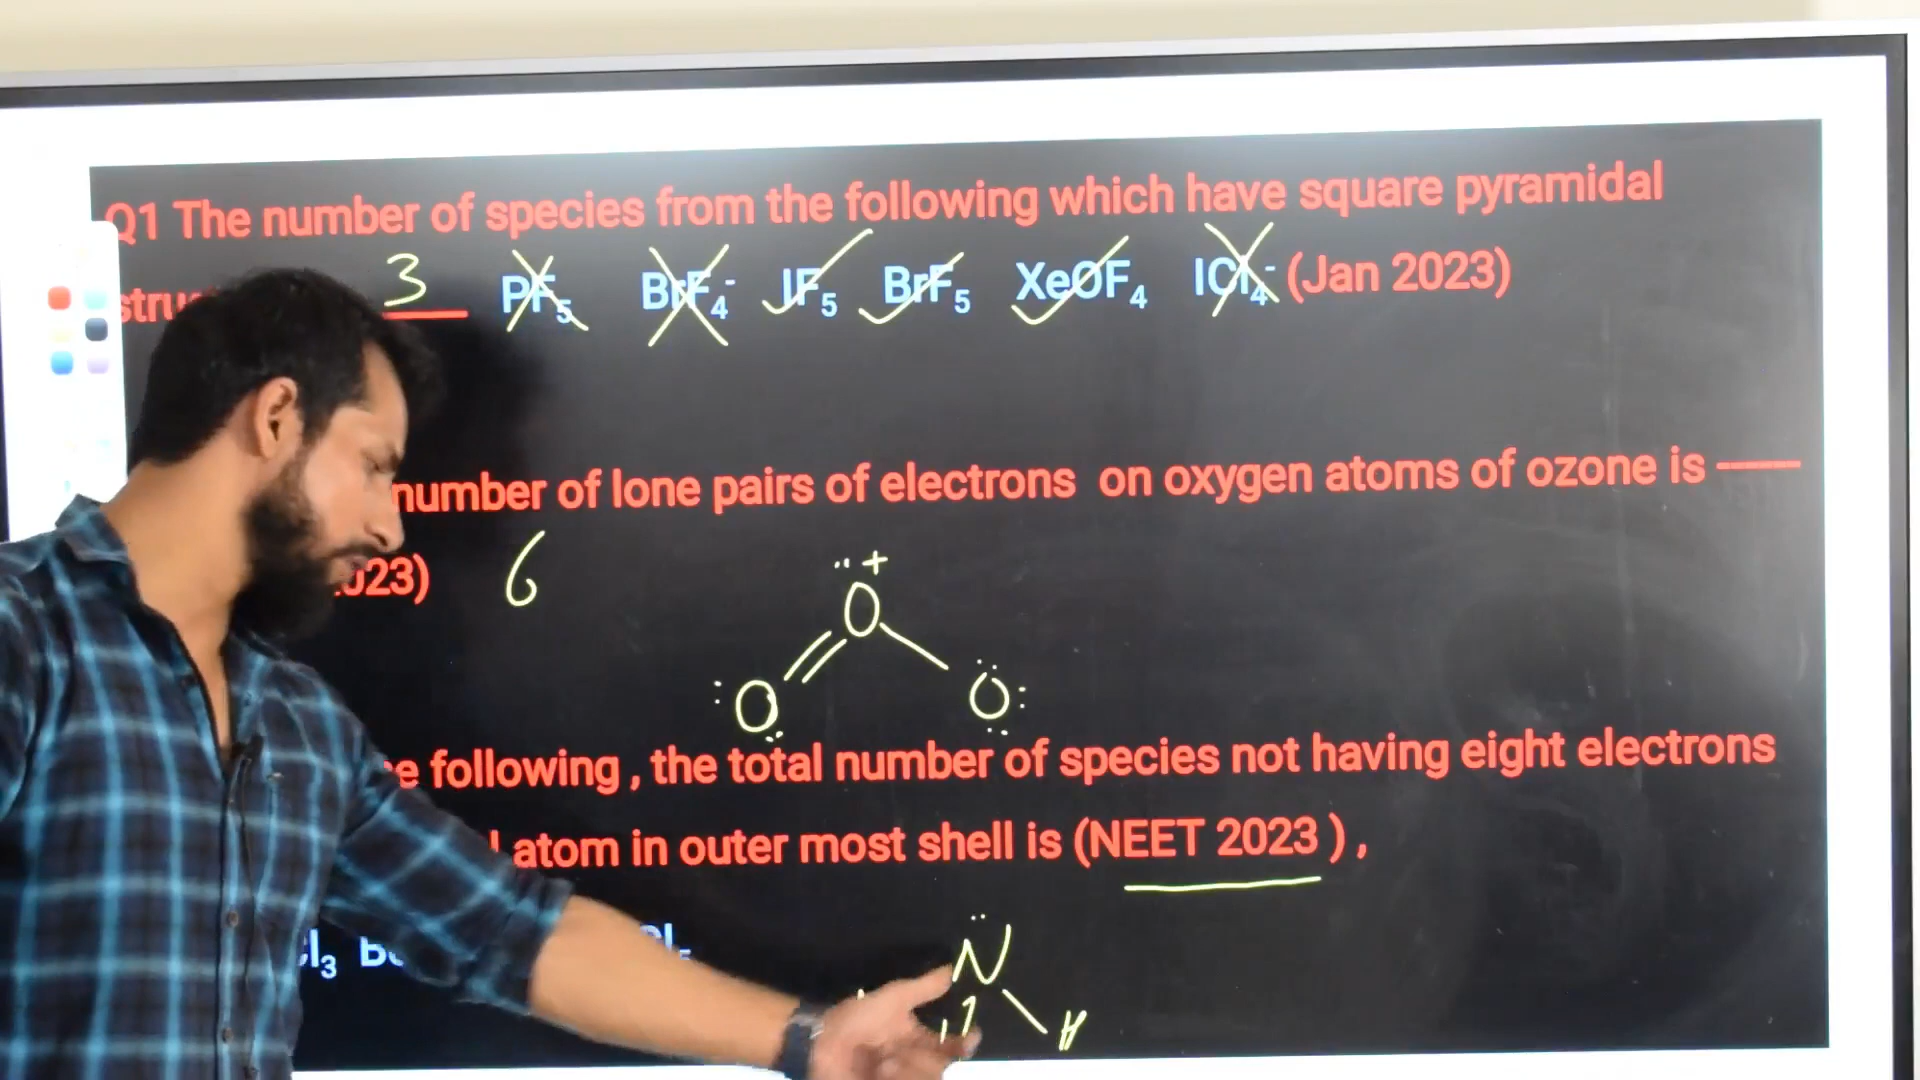 Q1 The number of species from the following which have square pyramidal
3 PF₅ BrF₄⁻ IF₅ BrF₅ XeOF₄ ICl₄⁻ (Jan 2023)
number of lone pairs of electrons on oxygen atoms of ozone is ——
023) 6
+
O
O O
following , the total number of species not having eight electrons
atom in outer most shell is (NEET 2023 ) ,
N
H